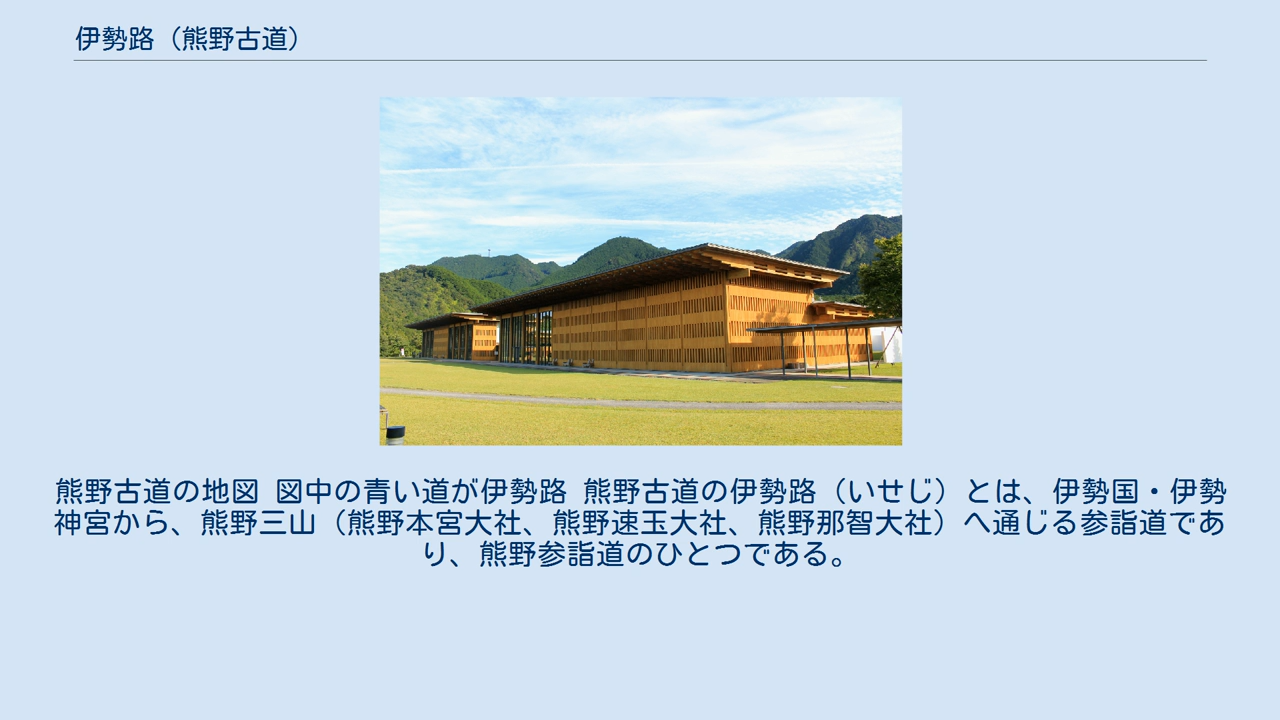 伊勢路（熊野古道）
熊野古道の地図 図中の青い道が伊勢路 熊野古道の伊勢路（いせじ）とは、伊勢国・伊勢
神宮から、熊野三山（熊野本宮大社、熊野速玉大社、熊野那智大社）へ通じる参詣道であ
り、熊野参詣道のひとつである。